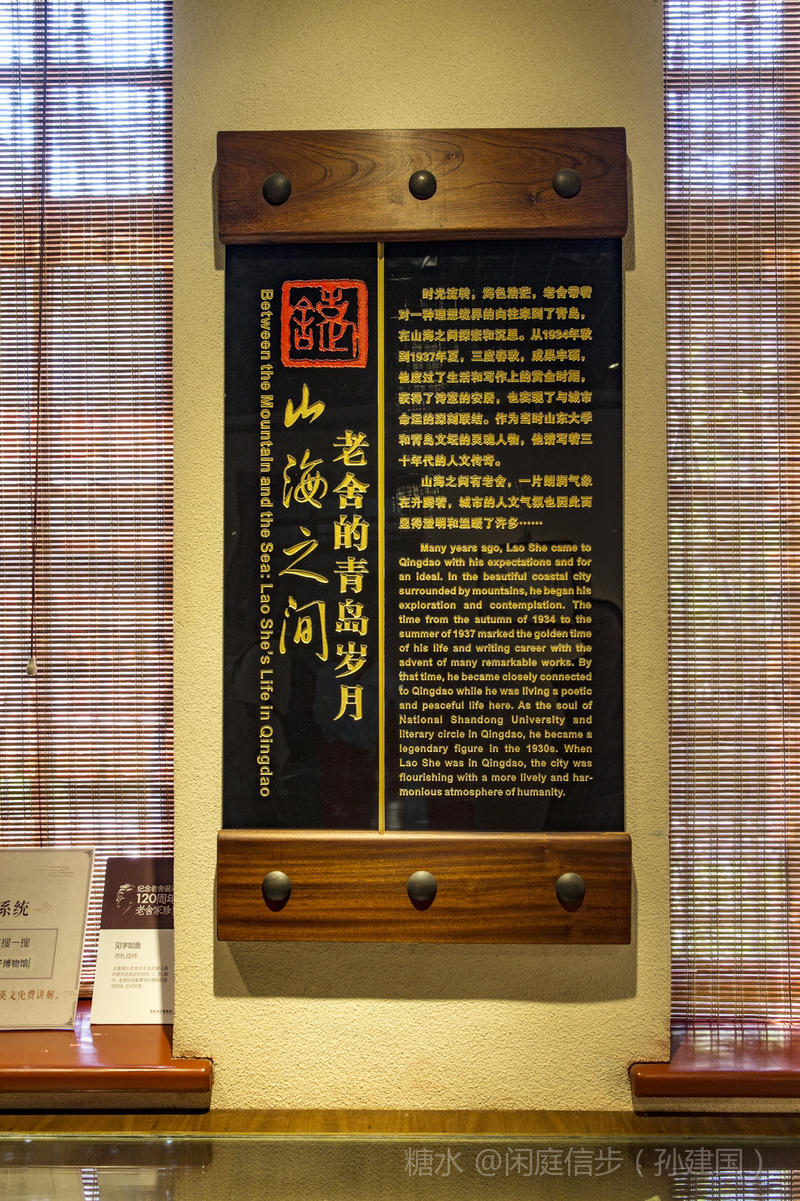 老舍
山海之间
老舍的青岛岁月
Between the Mountain and the Sea: Lao She's Life in Qingdao
时光流转，海色浩茫，老舍带着
对一种理想境界的向往来到了青岛，
在山海之间探索和沉思。从1934年秋
到1937年夏，三度春秋，成果丰硕，
他度过了生活和写作上的黄金时期，
获得了诗意的安居，也实现了与城市
命运的深刻联结。作为当时山东大学
和青岛文坛的灵魂人物，他谱写着三
十年代的人文传奇。
山海之间有老舍，一片朗润气象
在升腾着，城市的人文气氛也因此而
显得澄明和温暖了许多……
Many years ago, Lao She came to
Qingdao with his expectations and for
an ideal. In the beautiful coastal city
surrounded by mountains, he began his
exploration and contemplation. The
time from the autumn of 1934 to the
summer of 1937 marked the golden time
of his life and writing career with the
advent of many remarkable works. By
that time, he became closely connected
to Qingdao while he was living a poetic
and peaceful life here. As the soul of
National Shandong University and
literary circle in Qingdao, he became a
legendary figure in the 1930s. When
Lao She was in Qingdao, the city was
flourishing with a more lively and har-
monious atmosphere of humanity.
系统
搜一搜
博物馆
英文免费讲解。
纪念老舍诞辰
120周年
老舍家珍
见字如面
书札信件
糖水 @闲庭信步（孙建国）